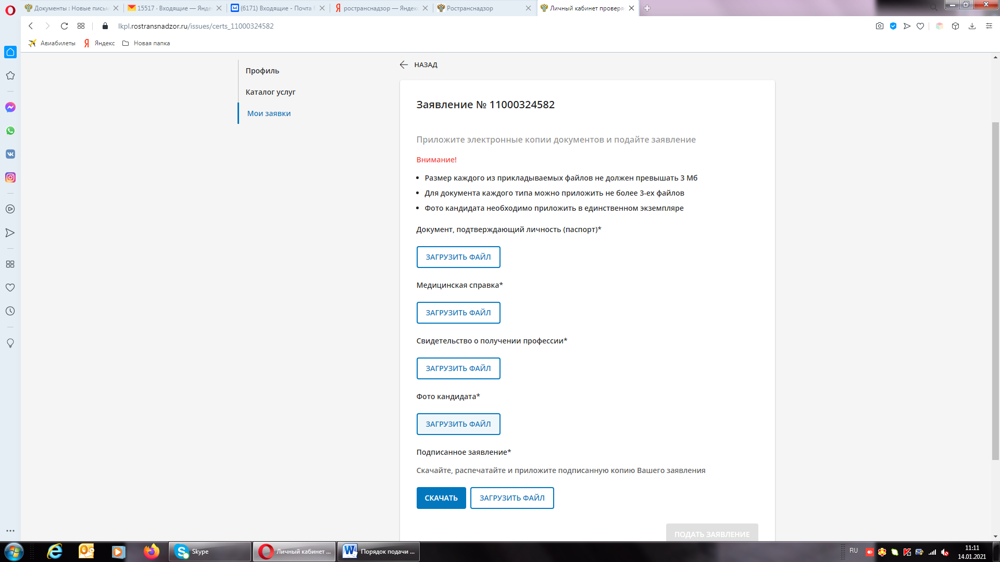 Документы : Новые письм
15517 · Входящие — Янде
(6171) Входящие - Почта
ространснадзор — Яндек
Ространснадзор
Личный кабинет проверя
lkpl.rostransnadzor.ru/issues/certs_11000324582
Авиабилеты
Яндекс
Новая папка
Профиль
Каталог услуг
Мои заявки
НАЗАД
Заявление № 11000324582
Приложите электронные копии документов и подайте заявление
Внимание!
Размер каждого из прикладываемых файлов не должен превышать 3 Мб
Для документа каждого типа можно приложить не более 3-ех файлов
Фото кандидата необходимо приложить в единственном экземпляре
Документ, подтверждающий личность (паспорт)*
ЗАГРУЗИТЬ ФАЙЛ
Медицинская справка*
ЗАГРУЗИТЬ ФАЙЛ
Свидетельство о получении профессии*
ЗАГРУЗИТЬ ФАЙЛ
Фото кандидата*
ЗАГРУЗИТЬ ФАЙЛ
Подписанное заявление*
Скачайте, распечатайте и приложите подписанную копию Вашего заявления
СКАЧАТЬ
ЗАГРУЗИТЬ ФАЙЛ
ПОДАТЬ ЗАЯВЛЕНИЕ
Skype
Личный кабинет ...
Порядок подачи ...
RU
11:11
14.01.2021